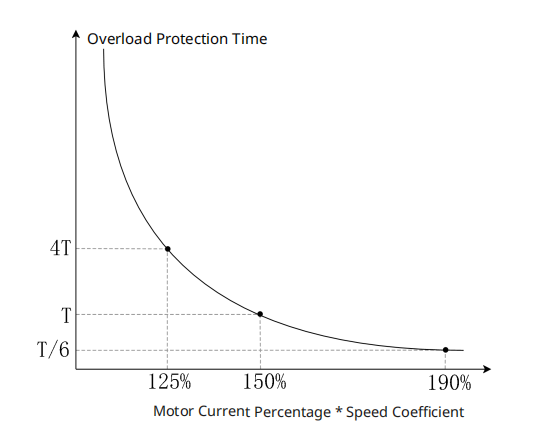 Overload Protection Time
4T
T
T/6
125% 150% 190%
Motor Current Percentage * Speed Coefficient